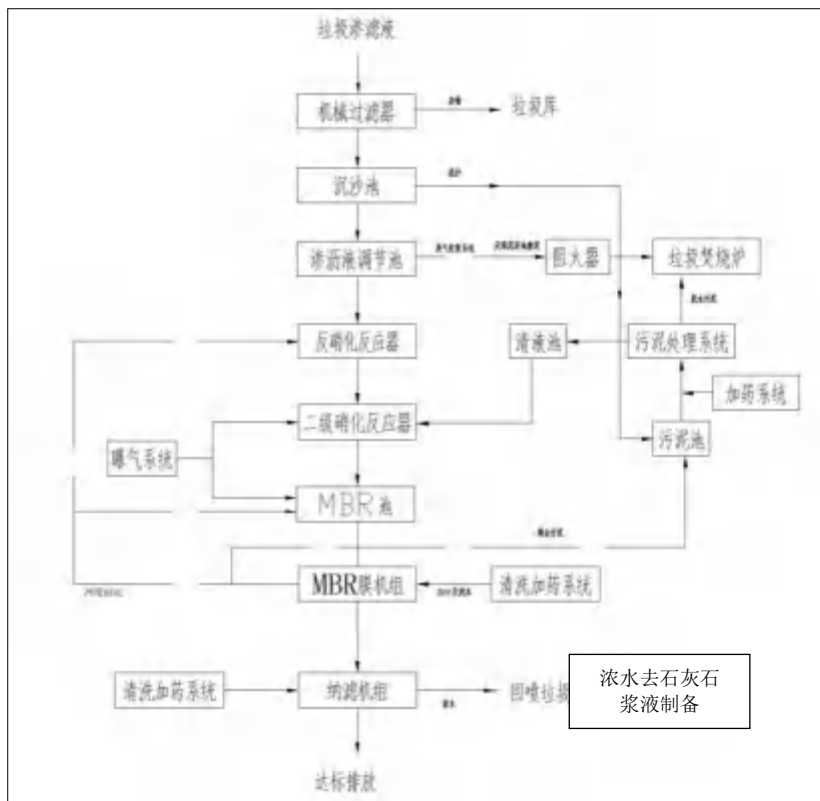 垃圾渗滤液
机械过滤器
垃圾库
沉沙池
渗沥液调节池
阻火器
垃圾焚烧炉
反硝化反应器
清液池
污泥处理系统
加药系统
二级硝化反应器
污泥池
曝气系统
MBR池
MBR膜机组
清洗加药系统
清洗加药系统
纳滤机组
回喷垃圾
浓水去石灰石
浆液制备
达标排放